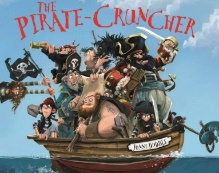 THE
PIRATE-CRUNCHER
JONNY DUDDLE